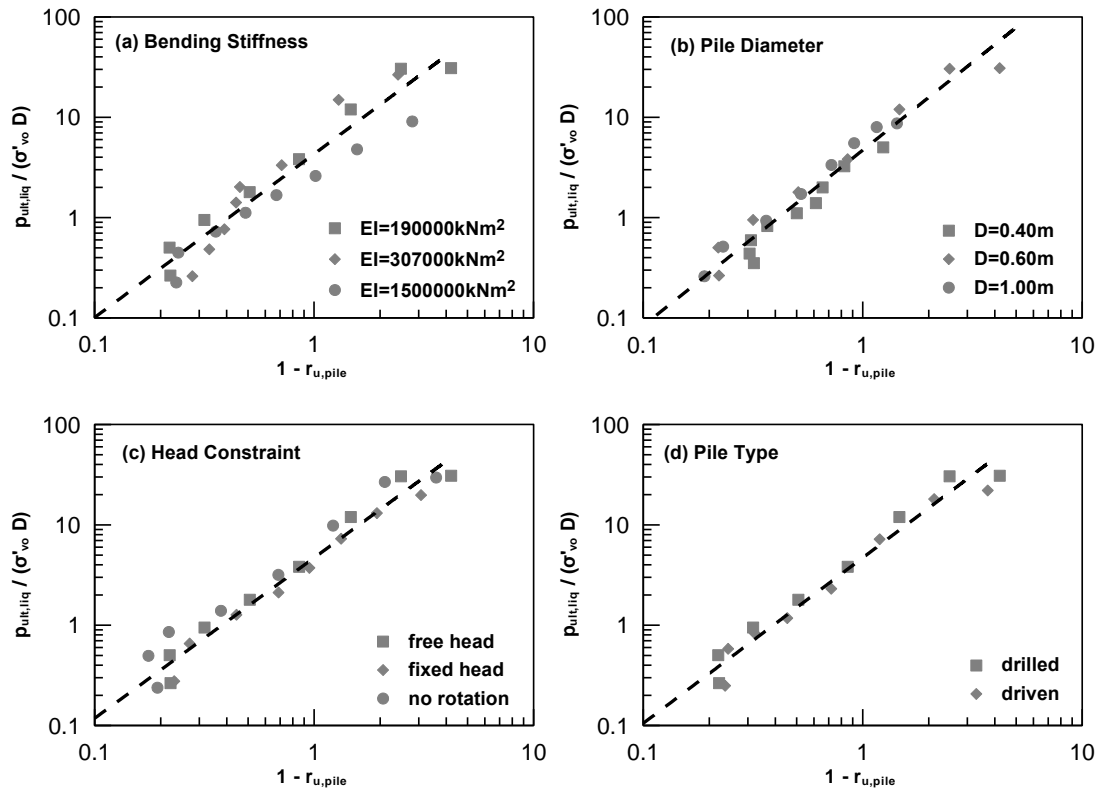 (a) Bending Stiffness
100
10
1
0.1
p_ult,liq / (σ'_vo D)
EI=190000kNm²
EI=307000kNm²
EI=1500000kNm²
0.1 1 10
1 - r_u,pile
(b) Pile Diameter
100
10
1
0.1
p_ult,liq / (σ'_vo D)
D=0.40m
D=0.60m
D=1.00m
0.1 1 10
1 - r_u,pile
(c) Head Constraint
100
10
1
0.1
p_ult,liq / (σ'_vo D)
free head
fixed head
no rotation
0.1 1 10
1 - r_u,pile
(d) Pile Type
100
10
1
0.1
p_ult,liq / (σ'_vo D)
drilled
driven
0.1 1 10
1 - r_u,pile